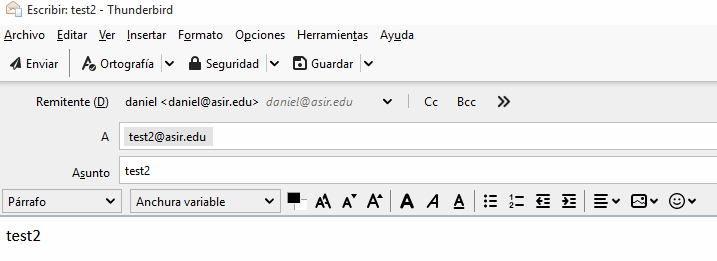 Escribir: test2 - Thunderbird
Archivo Editar Ver Insertar Formato Opciones Herramientas Ayuda
Enviar Ortografía Seguridad Guardar
Remitente (D) daniel <daniel@asir.edu> daniel@asir.edu Cc Bcc
A test2@asir.edu
Asunto test2
Párrafo Anchura variable
test2